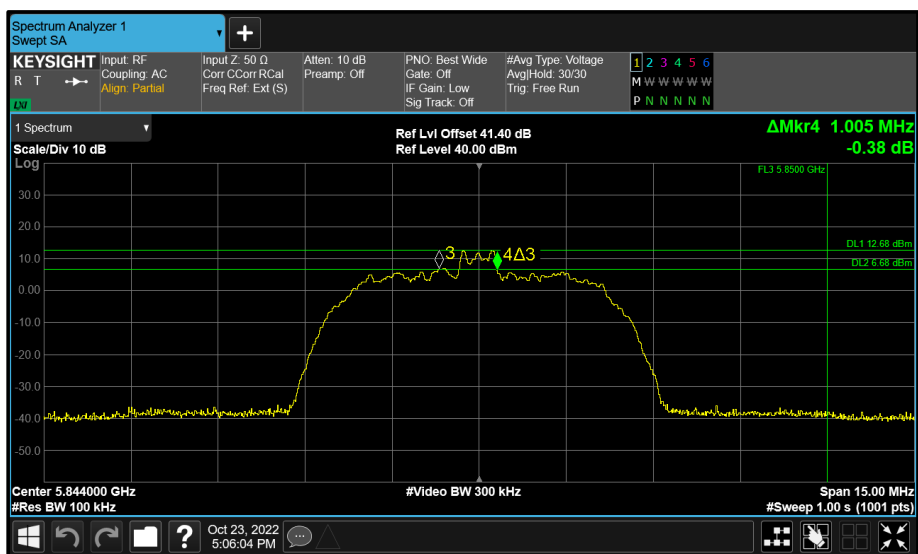 Spectrum Analyzer 1
Swept SA
KEYSIGHT
R T
LXI
Input: RF
Coupling: AC
Align: Partial
Input Z: 50 Ω
Corr CCorr RCal
Freq Ref: Ext (S)
Atten: 10 dB
Preamp: Off
PNO: Best Wide
Gate: Off
IF Gain: Low
Sig Track: Off
#Avg Type: Voltage
Avg|Hold: 30/30
Trig: Free Run
1 2 3 4 5 6
M W W W W W
P N N N N N
1 Spectrum
Scale/Div 10 dB
Ref Lvl Offset 41.40 dB
Ref Level 40.00 dBm
ΔMkr4 1.005 MHz
-0.38 dB
Log
FL3 5.8500 GHz
30.0
20.0
DL1 12.68 dBm
10.0
3
4Δ3
DL2 6.68 dBm
0.00
-10.0
-20.0
-30.0
-40.0
-50.0
Center 5.844000 GHz
#Video BW 300 kHz
Span 15.00 MHz
#Res BW 100 kHz
#Sweep 1.00 s (1001 pts)
?
Oct 23, 2022
5:06:04 PM